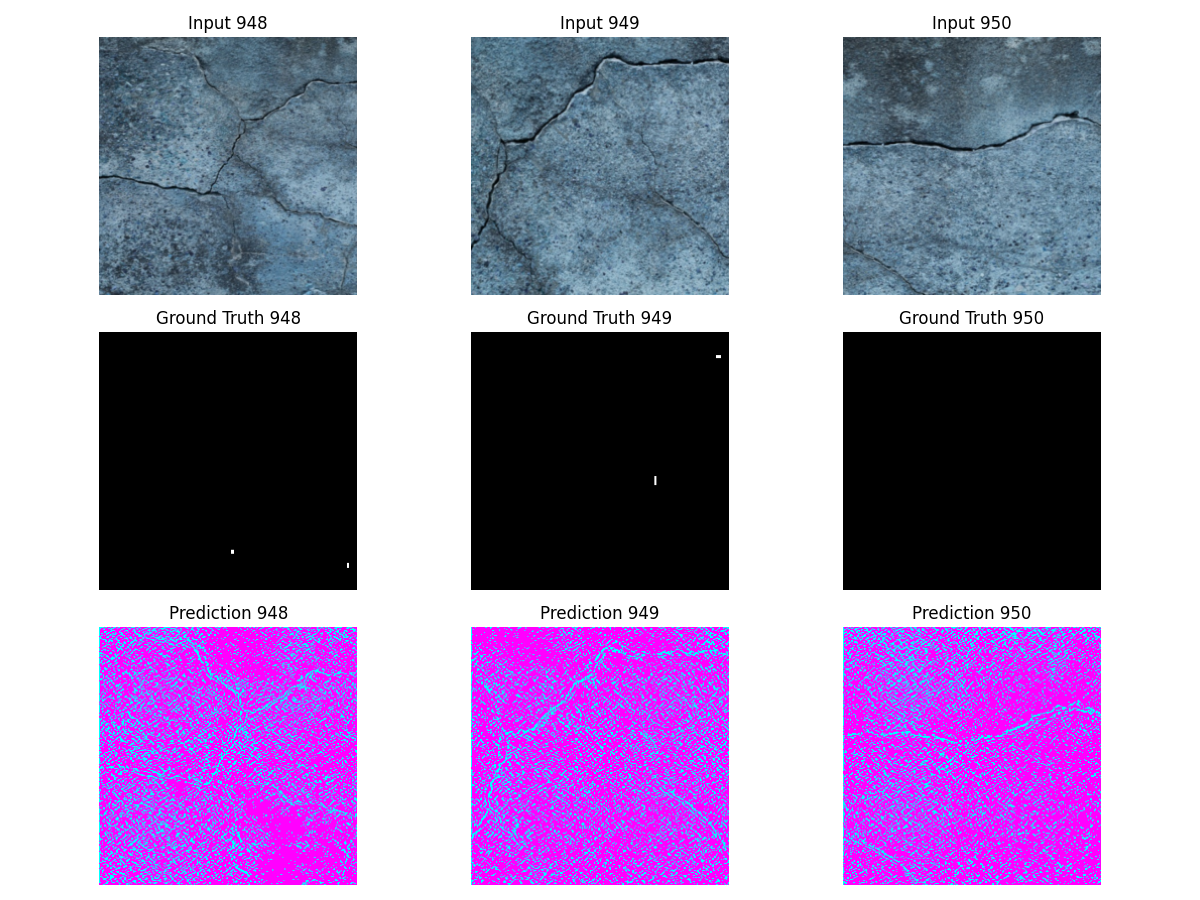 Input 948
Input 949
Input 950
Ground Truth 948
Ground Truth 949
Ground Truth 950
Prediction 948
Prediction 949
Prediction 950